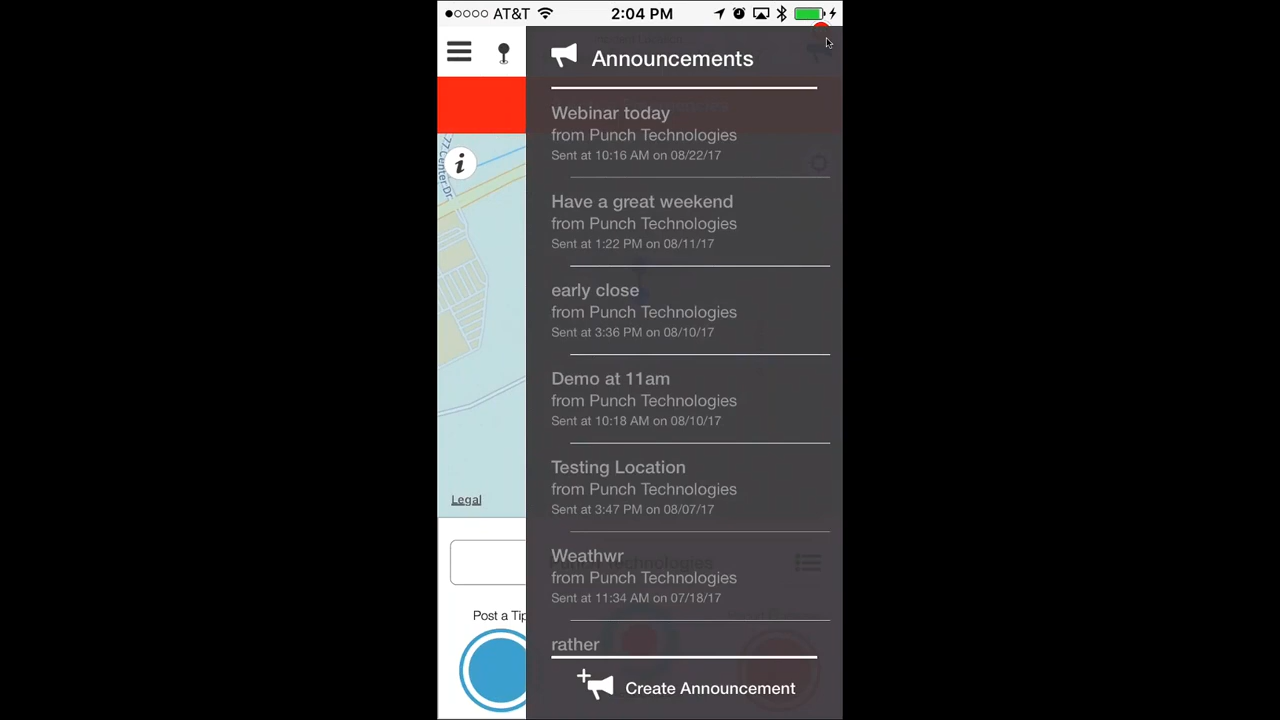 AT&T 2:04 PM
Announcements
Webinar today
from Punch Technologies
Sent at 10:16 AM on 08/22/17
Have a great weekend
from Punch Technologies
Sent at 1:22 PM on 08/11/17
early close
from Punch Technologies
Sent at 3:36 PM on 08/10/17
Demo at 11am
from Punch Technologies
Sent at 10:18 AM on 08/10/17
Testing Location
from Punch Technologies
Sent at 3:47 PM on 08/07/17
Weathwr
from Punch Technologies
Sent at 11:34 AM on 07/18/17
rather
Create Announcement
i
77 Center Dr
Legal
Post a Tip